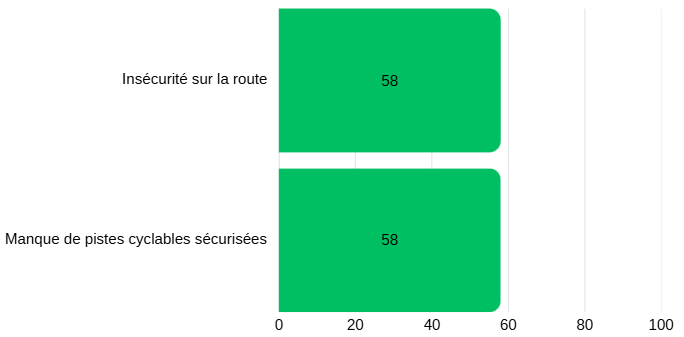 Insécurité sur la route
58
Manque de pistes cyclables sécurisées
58
0 20 40 60 80 100